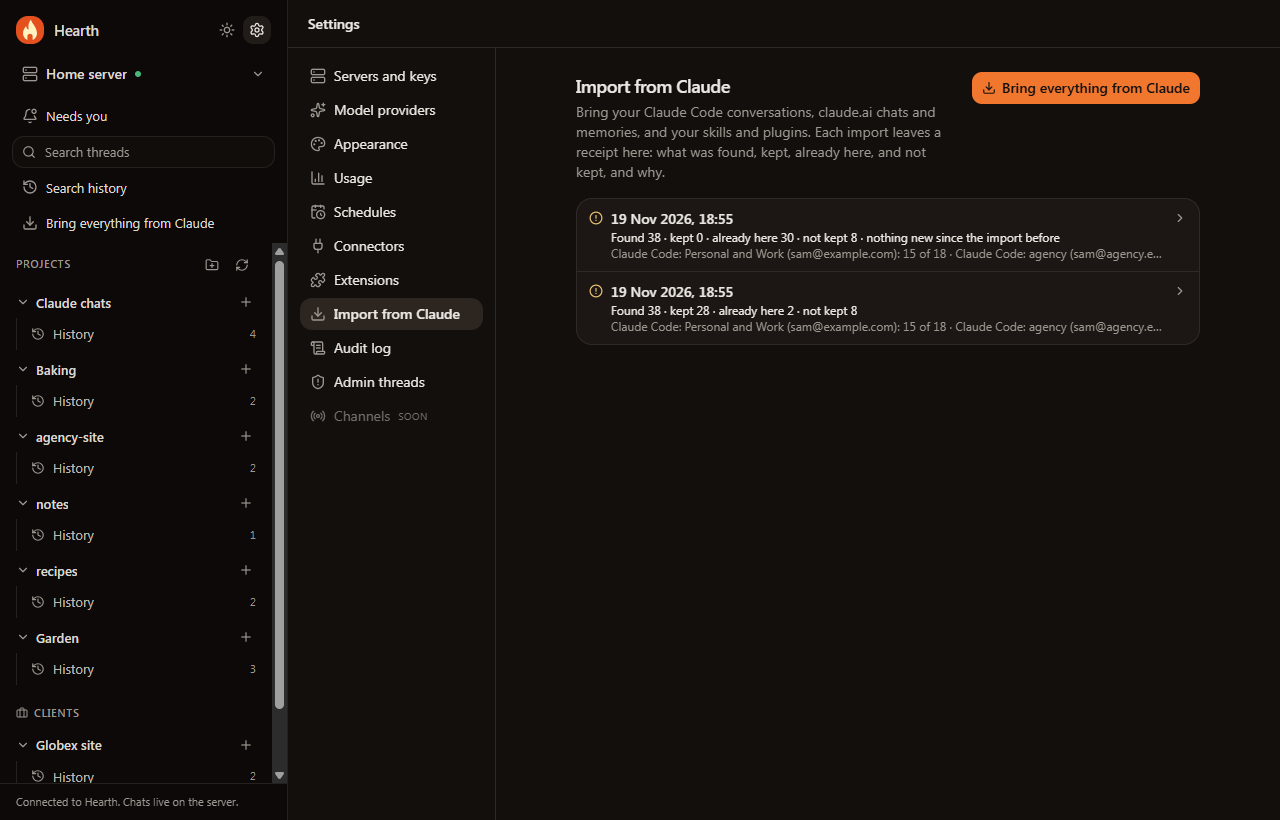 Hearth
Home server
Needs you
Search threads
Search history
Bring everything from Claude
PROJECTS
Claude chats
History 4
Baking
History 2
agency-site
History 2
notes
History 1
recipes
History 2
Garden
History 3
CLIENTS
Globex site
History 2
Connected to Hearth. Chats live on the server.
Settings
Servers and keys
Model providers
Appearance
Usage
Schedules
Connectors
Extensions
Import from Claude
Audit log
Admin threads
Channels SOON
Import from Claude
Bring everything from Claude
Bring your Claude Code conversations, claude.ai chats and
memories, and your skills and plugins. Each import leaves a
receipt here: what was found, kept, already here, and not
kept, and why.
19 Nov 2026, 18:55
Found 38 · kept 0 · already here 30 · not kept 8 · nothing new since the import before
Claude Code: Personal and Work (sam@example.com): 15 of 18 · Claude Code: agency (sam@agency.e...
19 Nov 2026, 18:55
Found 38 · kept 28 · already here 2 · not kept 8
Claude Code: Personal and Work (sam@example.com): 15 of 18 · Claude Code: agency (sam@agency.e...